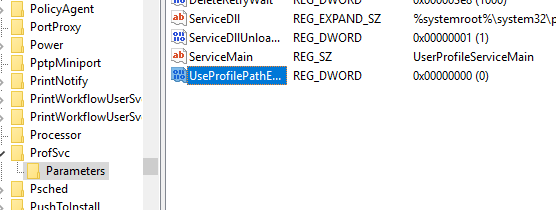 PolicyAgent
PortProxy
Power
PptpMiniport
PrintNotify
PrintWorkflowUserSv
PrintWorkflowUserSv
Processor
ProfSvc
Parameters
Psched
PushToInstall
DeleteRetryWait REG_DWORD 0x000003e8 (1000)
ServiceDll REG_EXPAND_SZ %systemroot%\system32\p
ServiceDllUnloa... REG_DWORD 0x00000001 (1)
ServiceMain REG_SZ UserProfileServiceMain
UseProfilePathE... REG_DWORD 0x00000000 (0)